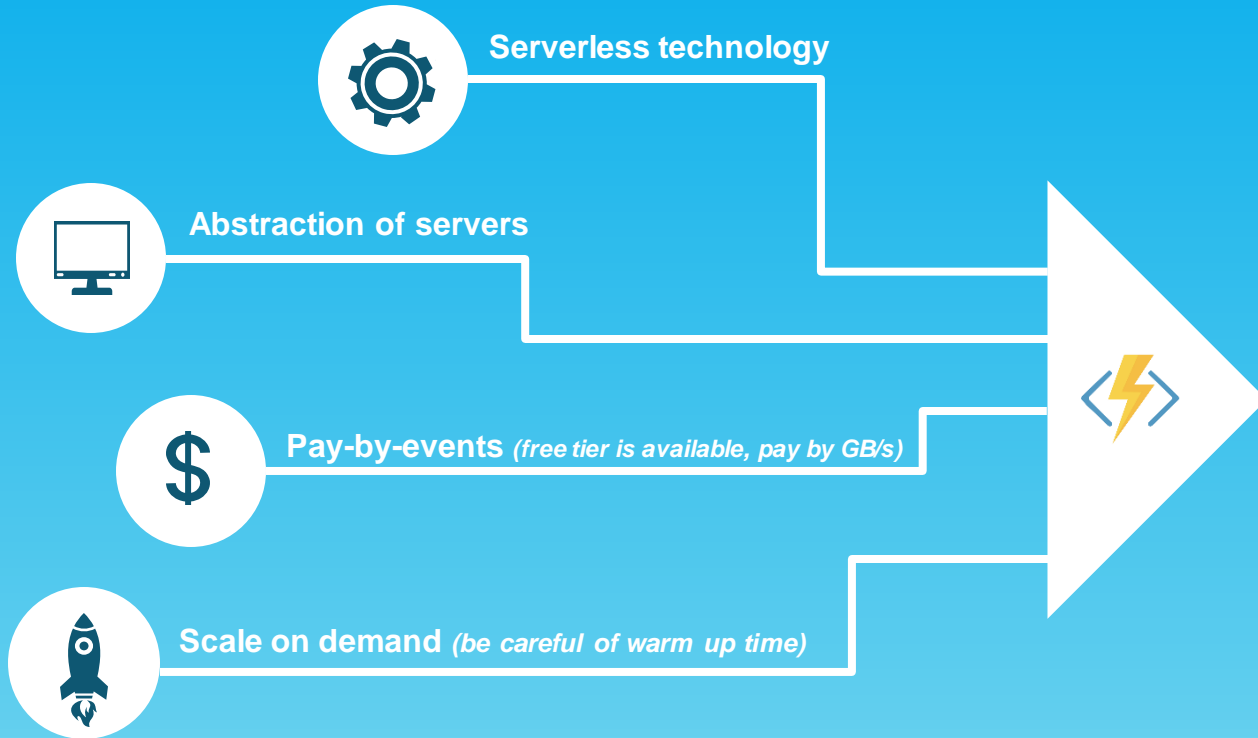 Serverless technology
Abstraction of servers
Pay-by-events (free tier is available, pay by GB/s)
Scale on demand (be careful of warm up time)